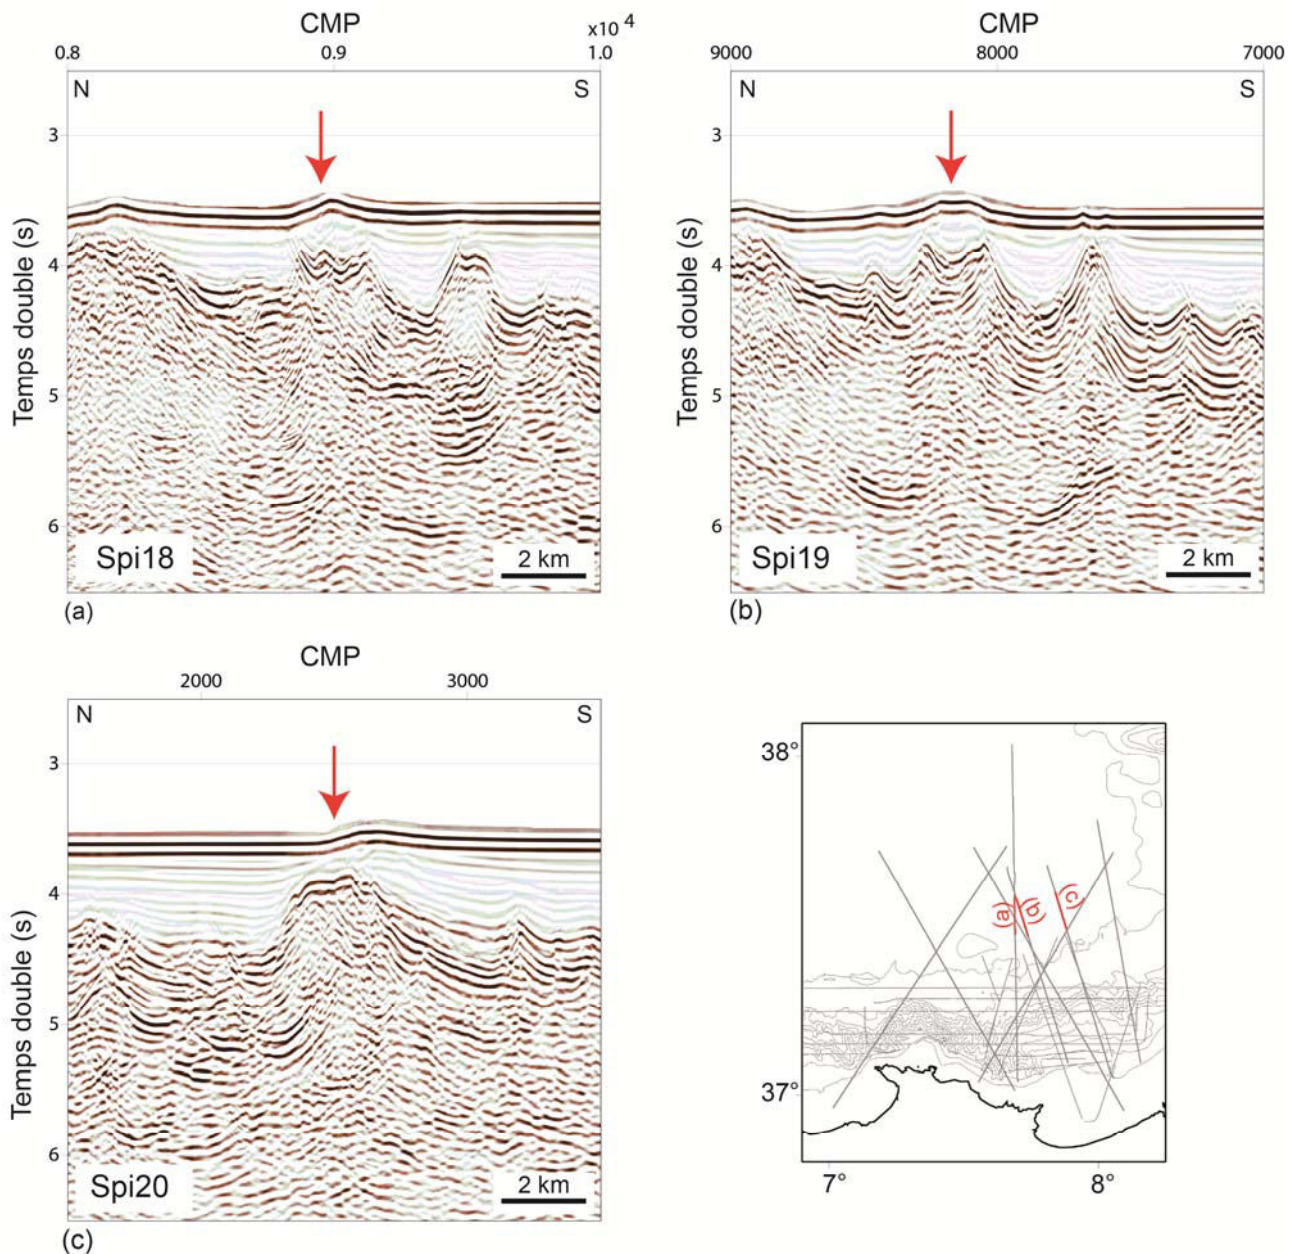 CMP
x10 4
0.8 0.9 1.0
N S
3
4
5
6
Temps double (s)
Spi18
2 km
(a)
CMP
9000 8000 7000
N S
3
4
5
6
Temps double (s)
Spi19
2 km
(b)
CMP
2000 3000
N S
3
4
5
6
Temps double (s)
Spi20
2 km
(c)
38°
37°
(a)
(b)
(c)
7° 8°